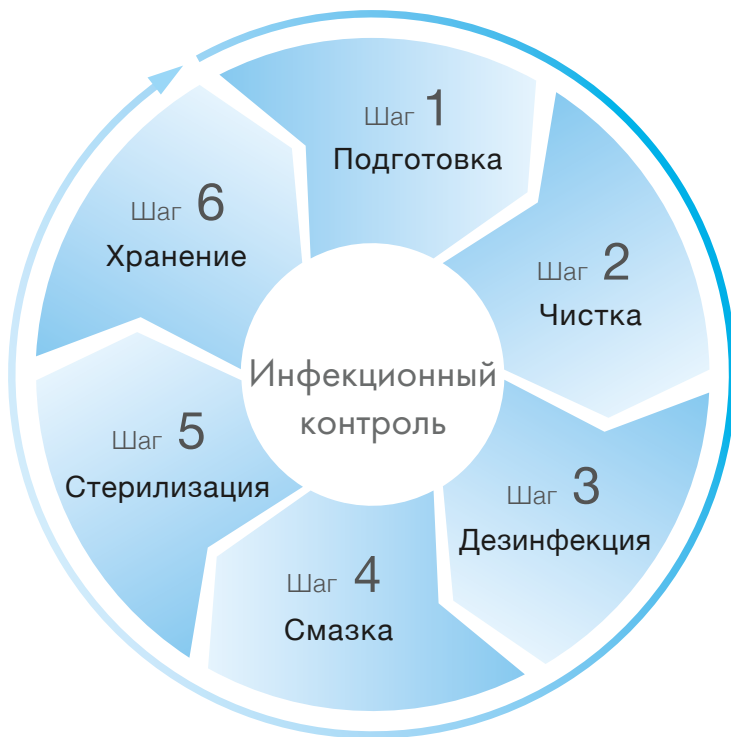 Шаг 1
Подготовка
Шаг 2
Чистка
Шаг 3
Дезинфекция
Шаг 4
Смазка
Шаг 5
Стерилизация
Шаг 6
Хранение
Инфекционный
контроль